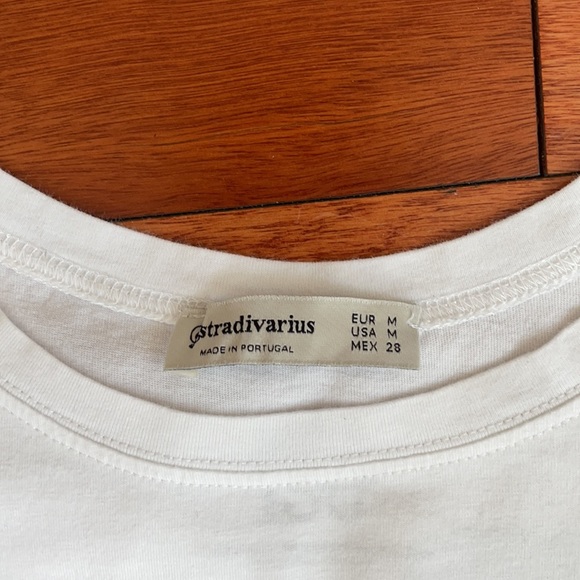 stradivarius
MADE IN PORTUGAL
EUR M
USA M
MEX 28